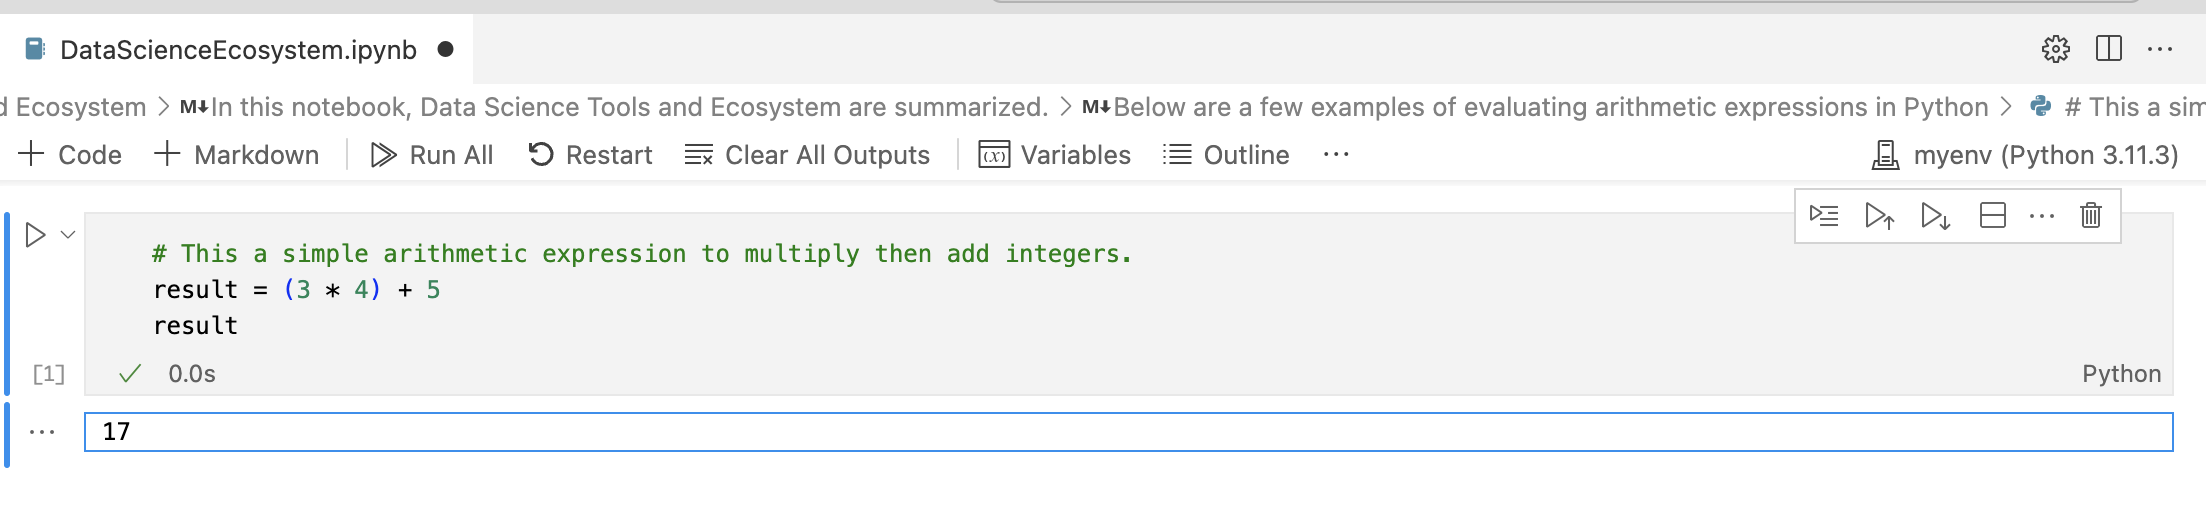 DataScienceEcosystem.ipynb
d Ecosystem > M↓In this notebook, Data Science Tools and Ecosystem are summarized. > M↓Below are a few examples of evaluating arithmetic expressions in Python > # This a sim
+ Code + Markdown Run All Restart Clear All Outputs (x) Variables Outline ... myenv (Python 3.11.3)
# This a simple arithmetic expression to multiply then add integers.
result = (3 * 4) + 5
result
[1] 0.0s Python
17